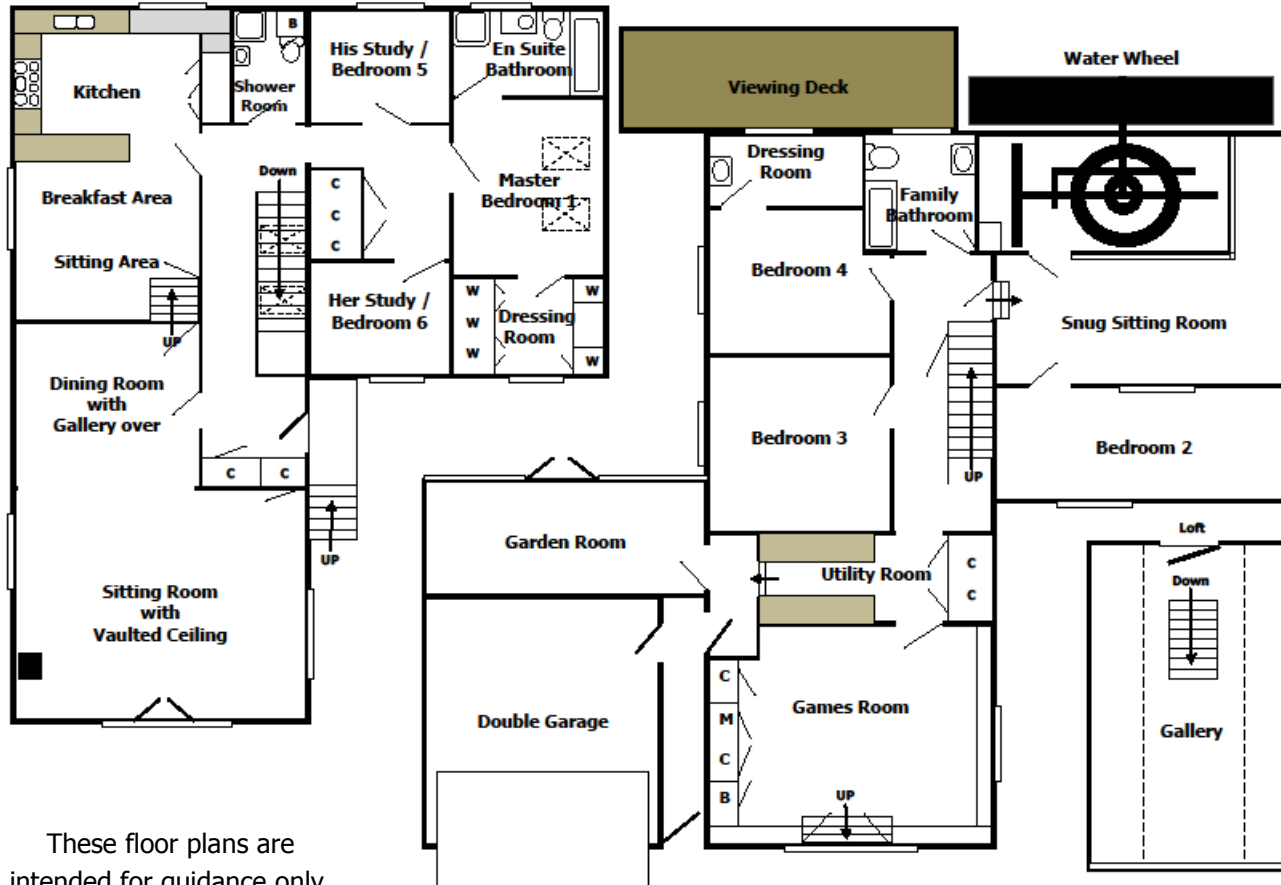 B
His Study /
Bedroom 5
En Suite
Bathroom
Kitchen
Shower
Room
Down
C
C
C
Master
Bedroom 1
Breakfast Area
Sitting Area
UP
Her Study /
Bedroom 6
W
W
W
Dressing
Room
W
W
Dining Room
with
Gallery over
C
C
UP
Sitting Room
with
Vaulted Ceiling
These floor plans are
intended for guidance only
Viewing Deck
Water Wheel
Dressing
Room
Family
Bathroom
Bedroom 4
Snug Sitting Room
Bedroom 3
UP
Bedroom 2
Garden Room
Utility Room
C
C
Double Garage
C
M
C
B
Games Room
UP
Loft
Down
Gallery